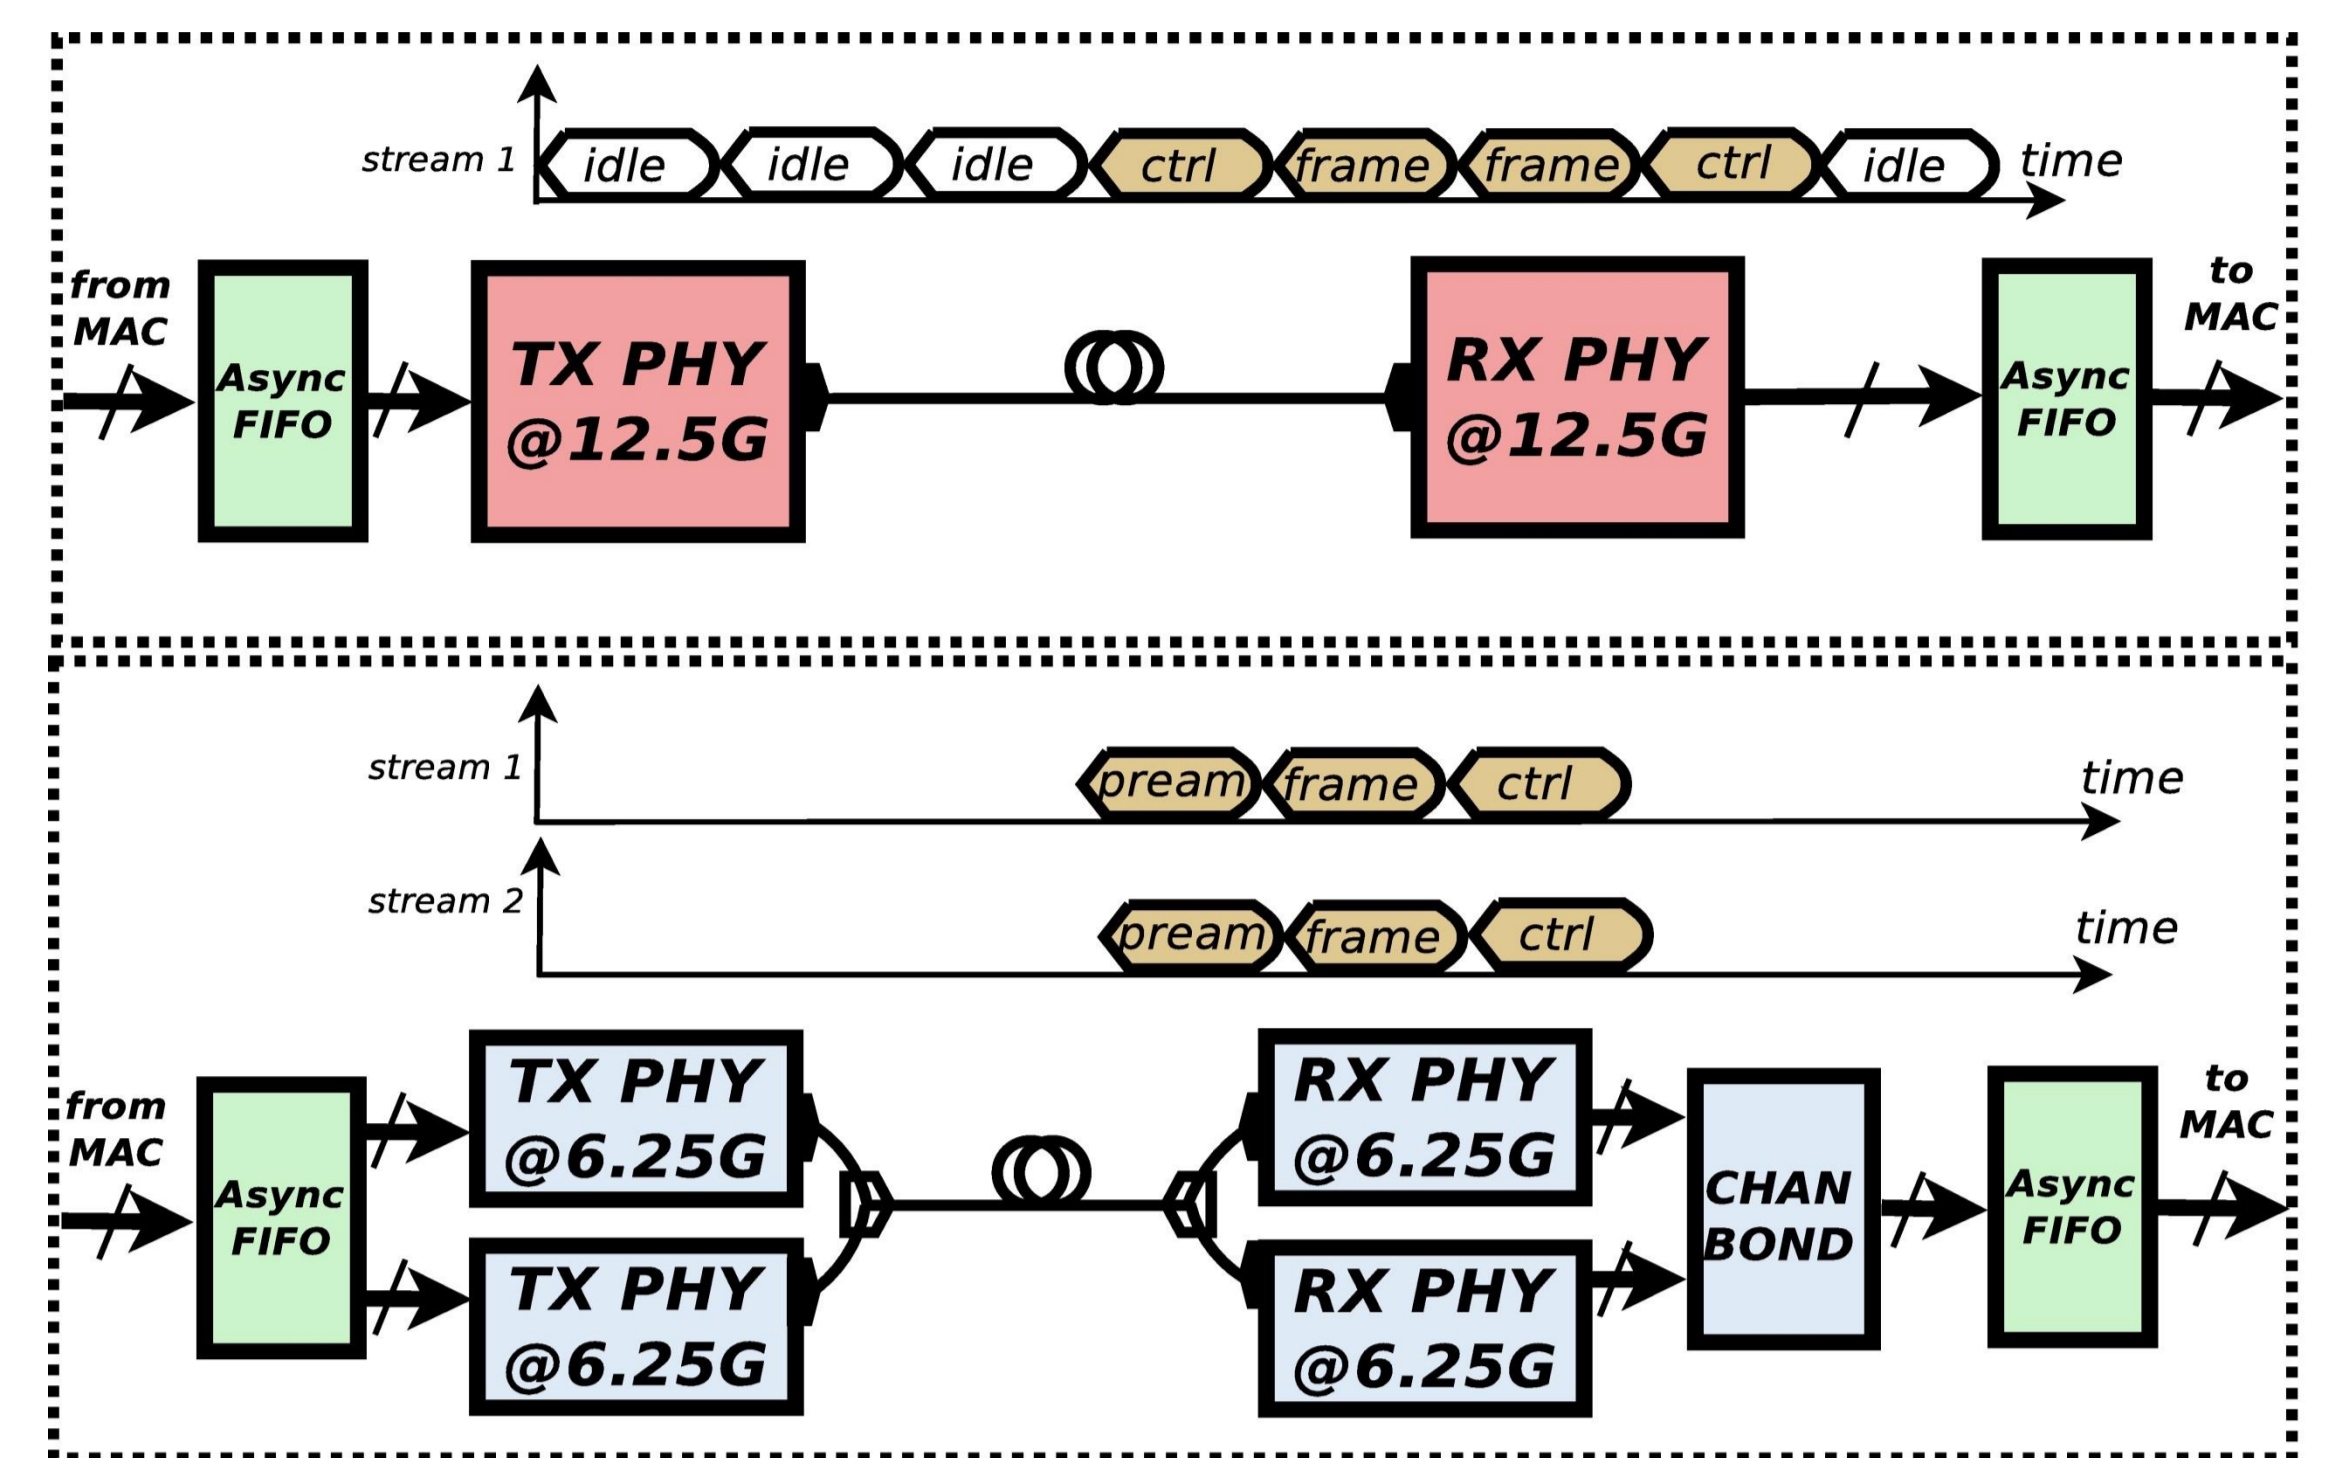 stream 1
idle
idle
idle
ctrl
frame
frame
ctrl
idle
time
from
MAC
Async
FIFO
TX PHY
@12.5G
RX PHY
@12.5G
Async
FIFO
to
MAC
stream 1
pream
frame
ctrl
time
stream 2
pream
frame
ctrl
time
from
MAC
Async
FIFO
TX PHY
@6.25G
TX PHY
@6.25G
RX PHY
@6.25G
RX PHY
@6.25G
CHAN
BOND
Async
FIFO
to
MAC